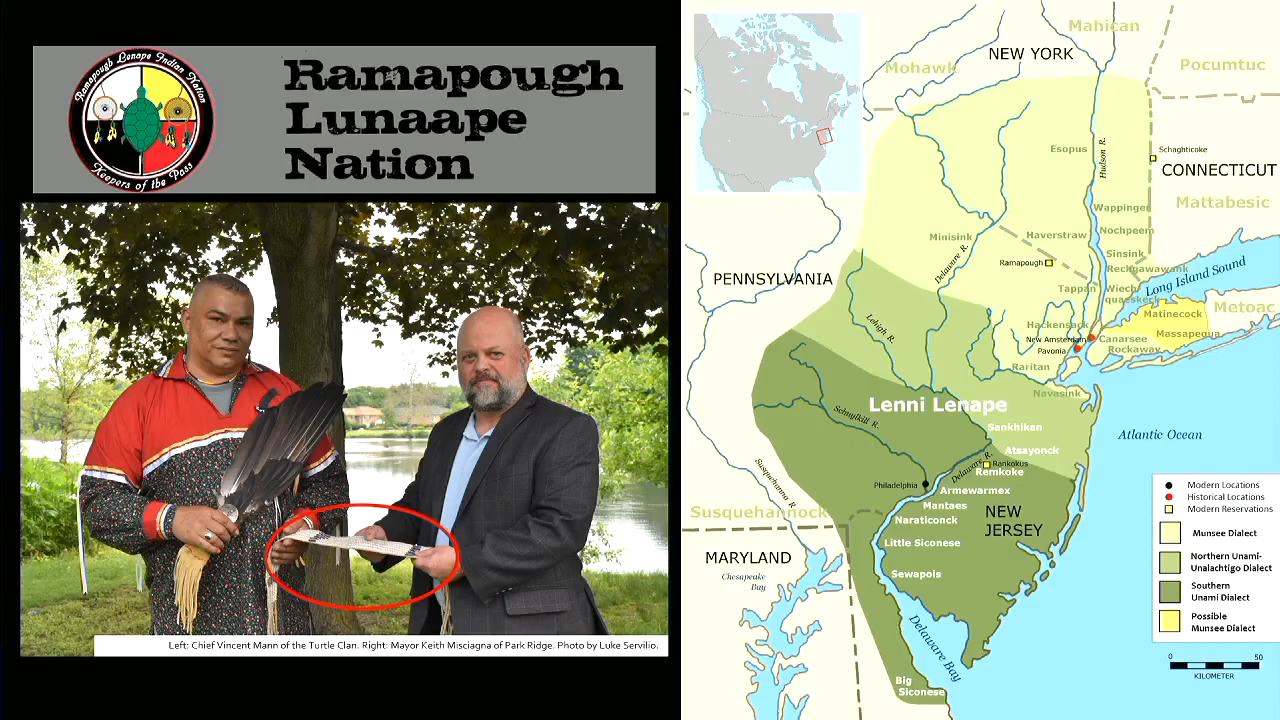 Ramapough Lenape Indian Nation
Keepers of the Pass
Ramapough
Lunaape
Nation
Left: Chief Vincent Mann of the Turtle Clan. Right: Mayor Keith Misciagna of Park Ridge. Photo by Luke Servilio.
Mahican
NEW YORK
Mohawk
Pocumtuc
Esopus
Hudson R.
Schaghticoke
CONNECTICUT
Mattabesic
Wappinger
Nochpeem
Minisink
Haverstraw
Delaware R.
Sinsink
Ramapough
Reckgawawank
Long Island Sound
PENNSYLVANIA
Tappan
Wiech
quaeskeck
Metoac
Matinecock
Lehigh R.
Hackensack
Massapequa
New Amsterdam
Canarsee
Pavonia
Rockaway
Raritan
Navasink
Lenni Lenape
Schuylkill R.
Sankhikan
Atlantic Ocean
Atsayonck
Delaware R.
Rankokus
Remkoke
Susquehanna R.
Philadelphia
Armewarmex
Mantaes
Susquehannock
NEW
JERSEY
Naraticonck
Little Siconese
MARYLAND
Chesapeake
Bay
Sewapois
Delaware Bay
Big
Siconese
Modern Locations
Historical Locations
Modern Reservations
Munsee Dialect
Northern Unami-
Unalachtigo Dialect
Southern
Unami Dialect
Possible
Munsee Dialect
0 50
KILOMETER